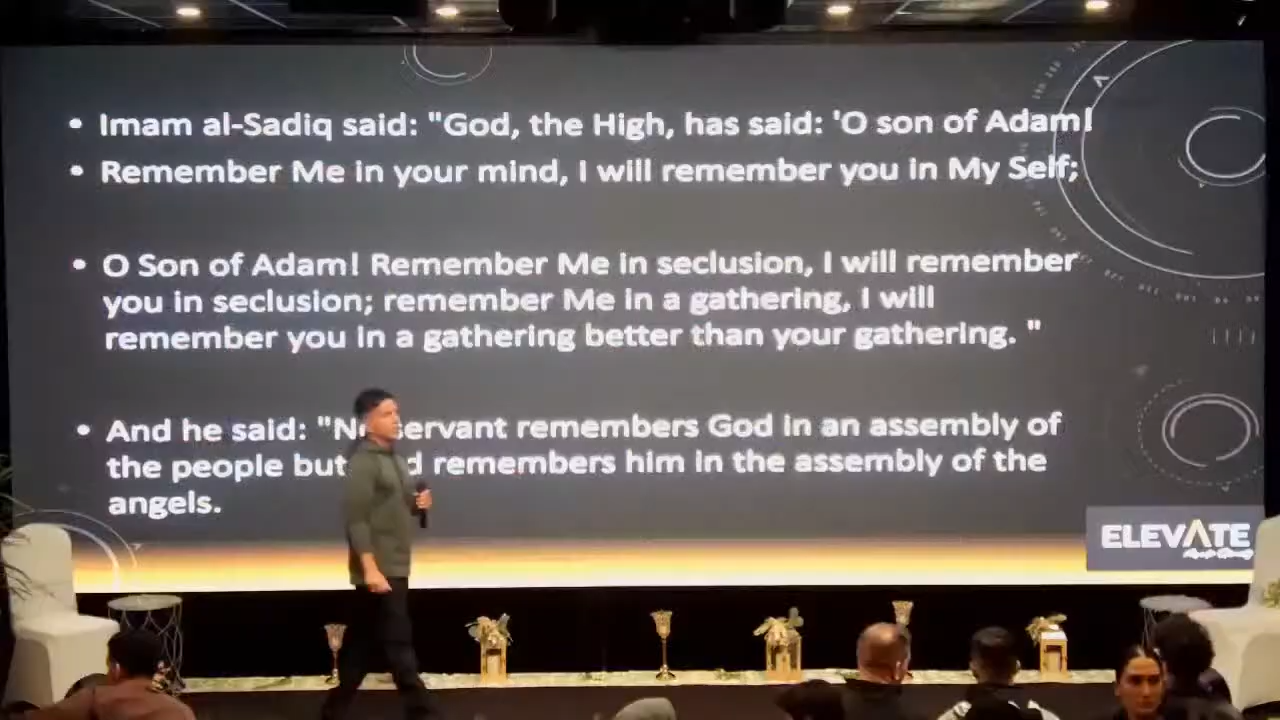 • Imam al-Sadiq said: "God, the High, has said: 'O son of Adam!
• Remember Me in your mind, I will remember you in My Self;
• O Son of Adam! Remember Me in seclusion, I will remember
you in seclusion; remember Me in a gathering, I will
remember you in a gathering better than your gathering. "
• And he said: " servant remembers God in an assembly of
the people but remembers him in the assembly of the
angels.
ELEVATE